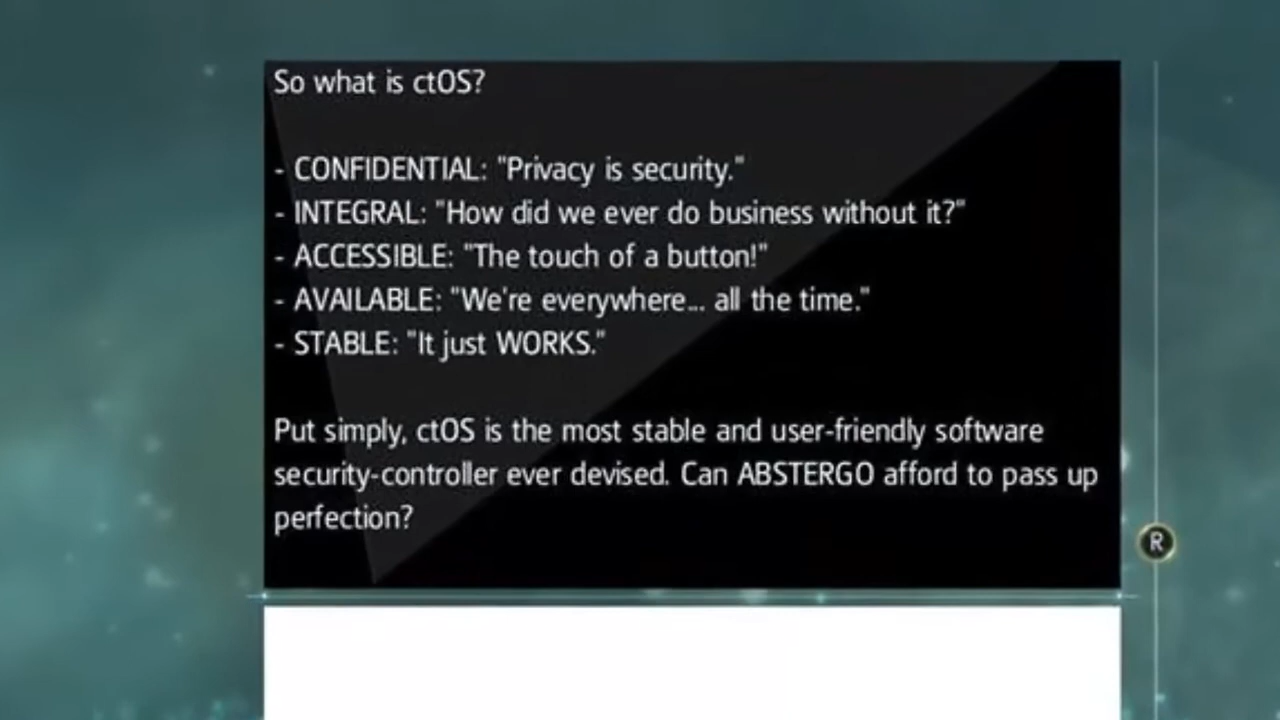 So what is ctOS?
- CONFIDENTIAL: "Privacy is security."
- INTEGRAL: "How did we ever do business without it?"
- ACCESSIBLE: "The touch of a button!"
- AVAILABLE: "We're everywhere... all the time."
- STABLE: "It just WORKS."
Put simply, ctOS is the most stable and user-friendly software
security-controller ever devised. Can ABSTERGO afford to pass up
perfection?
R